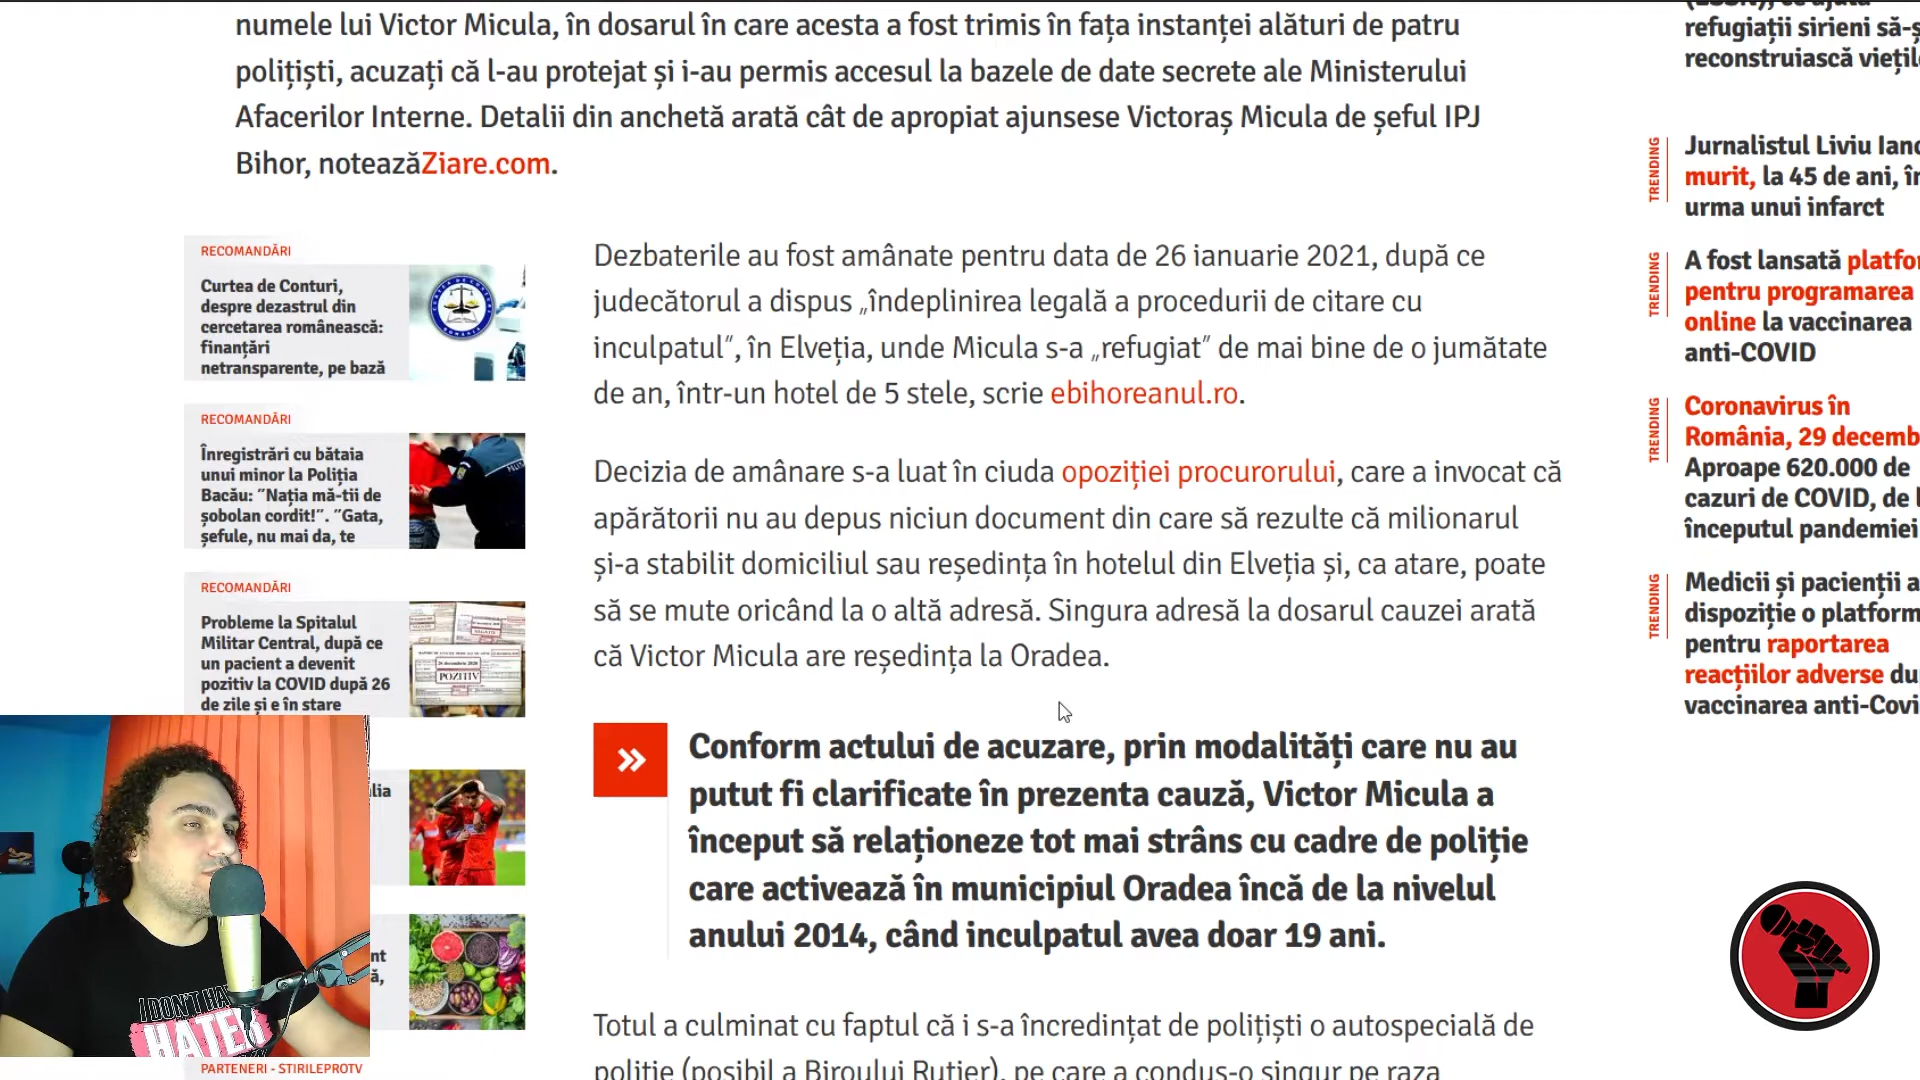 numele lui Victor Micula, în dosarul în care acesta a fost trimis în fața instanței alături de patru
polițiști, acuzați că l-au protejat și i-au permis accesul la bazele de date secrete ale Ministerului
Afacerilor Interne. Detalii din anchetă arată cât de apropiat ajunsese Victoraș Micula de șeful IPJ
Bihor, noteazăZiare.com.
RECOMANDĂRI
Curtea de Conturi,
despre dezastrul din
cercetarea românească:
finanțări
netransparente, pe bază
RECOMANDĂRI
Înregistrări cu bătaia
unui minor la Poliția
Bacău: ”Nația mă-tii de
șobolan cordit!”. ”Gata,
șefule, nu mai da, te
RECOMANDĂRI
Probleme la Spitalul
Militar Central, după ce
un pacient a devenit
pozitiv la COVID după 26
de zile și e în stare
POZITIV
lia
nt
ă,
PARTENERI - STIRILEPROTV
I DON'T HA
HATER
Dezbaterile au fost amânate pentru data de 26 ianuarie 2021, după ce
judecătorul a dispus „îndeplinirea legală a procedurii de citare cu
inculpatul”, în Elveția, unde Micula s-a „refugiat” de mai bine de o jumătate
de an, într-un hotel de 5 stele, scrie ebihoreanul.ro.
Decizia de amânare s-a luat în ciuda opoziției procurorului, care a invocat că
apărătorii nu au depus niciun document din care să rezulte că milionarul
și-a stabilit domiciliul sau reședința în hotelul din Elveția și, ca atare, poate
să se mute oricând la o altă adresă. Singura adresă la dosarul cauzei arată
că Victor Micula are reședința la Oradea.
Conform actului de acuzare, prin modalități care nu au
putut fi clarificate în prezenta cauză, Victor Micula a
început să relaționeze tot mai strâns cu cadre de poliție
care activează în municipiul Oradea încă de la nivelul
anului 2014, când inculpatul avea doar 19 ani.
Totul a culminat cu faptul că i s-a încredințat de polițiști o autospecială de
poliție (posibil a Biroului Rutier), pe care a condus-o singur pe raza
refugiații sirieni să-ș
reconstruiască viețile
TRENDING
Jurnalistul Liviu Ianc
murit, la 45 de ani, în
urma unui infarct
TRENDING
A fost lansată platfor
pentru programarea
online la vaccinarea
anti-COVID
TRENDING
Coronavirus în
România, 29 decemb
Aproape 620.000 de
cazuri de COVID, de l
începutul pandemiei
TRENDING
Medicii și pacienții a
dispoziție o platform
pentru raportarea
reacțiilor adverse du
vaccinarea anti-Covi